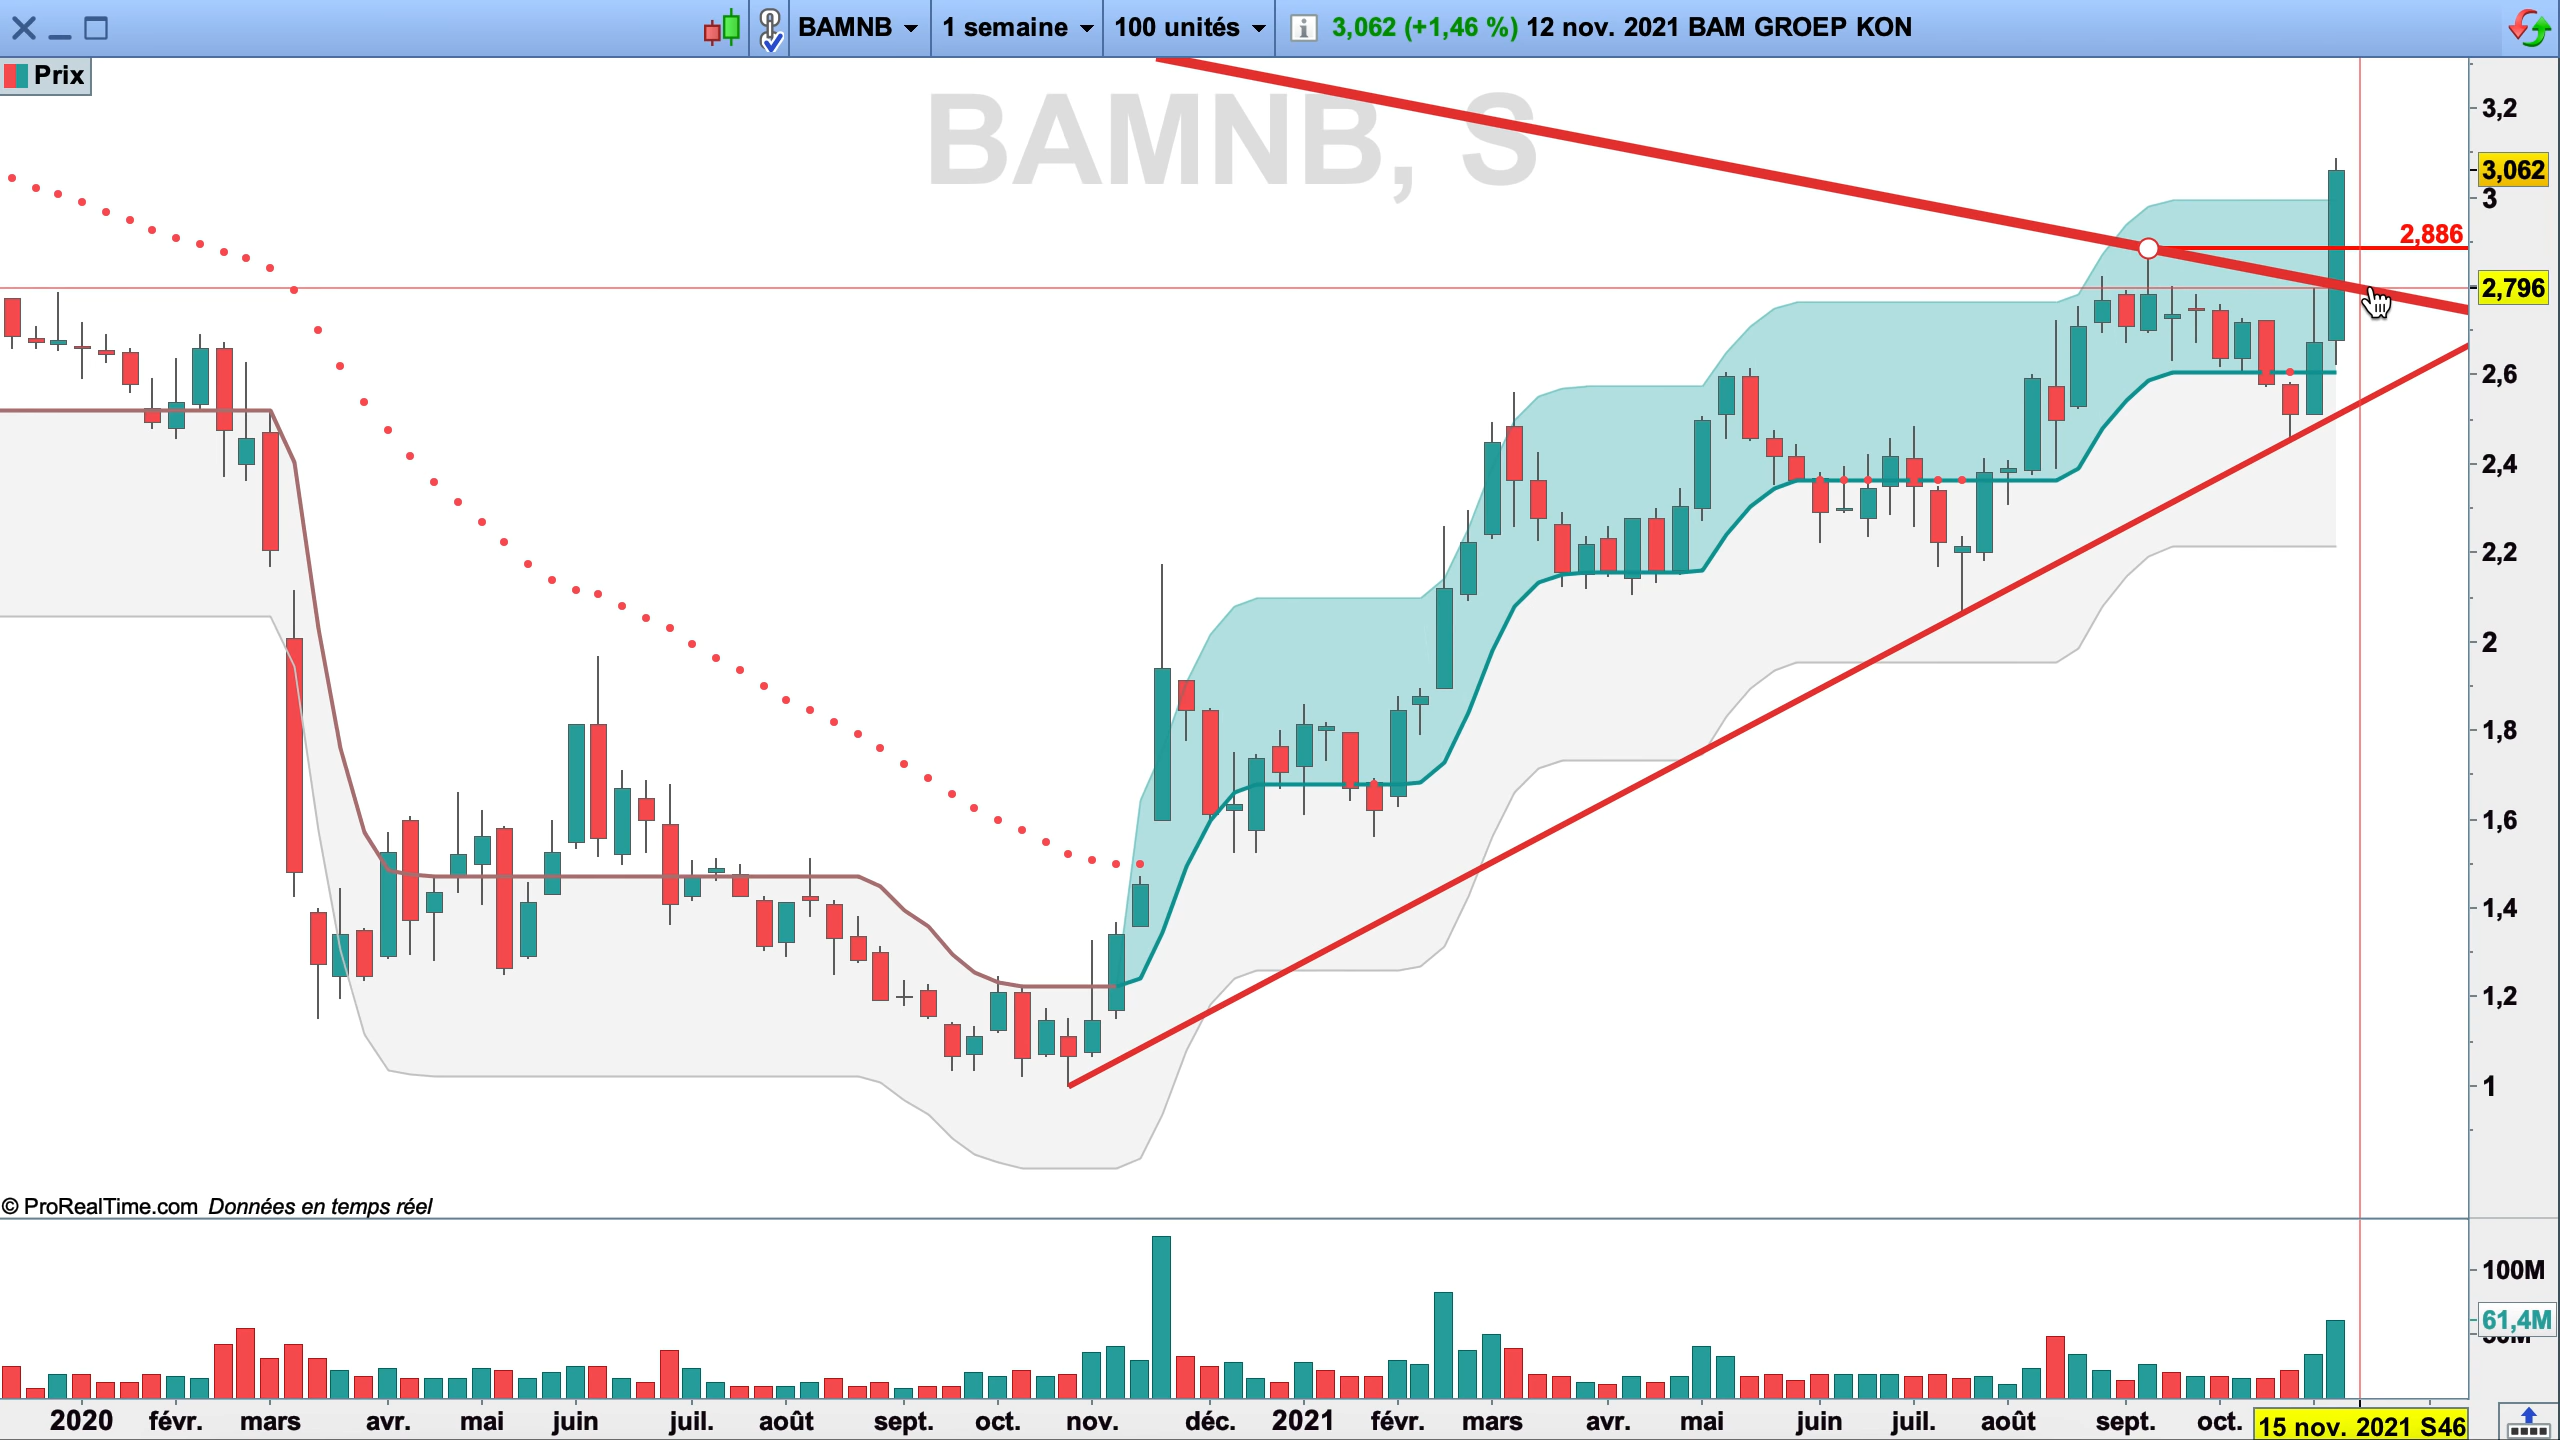 BAMNB 1 semaine 100 unités 3,062 (+1,46 %) 12 nov. 2021 BAM GROEP KON
Prix
BAMNB, S
3,2
3,062
3
2,886
2,796
2,6
2,4
2,2
2
1,8
1,6
1,4
1,2
1
© ProRealTime.com Données en temps réel
100M
61,4M
2020 févr. mars avr. mai juin juil. août sept. oct. nov. déc. 2021 févr. mars avr. mai juin juil. août sept. oct. 15 nov. 2021 S46